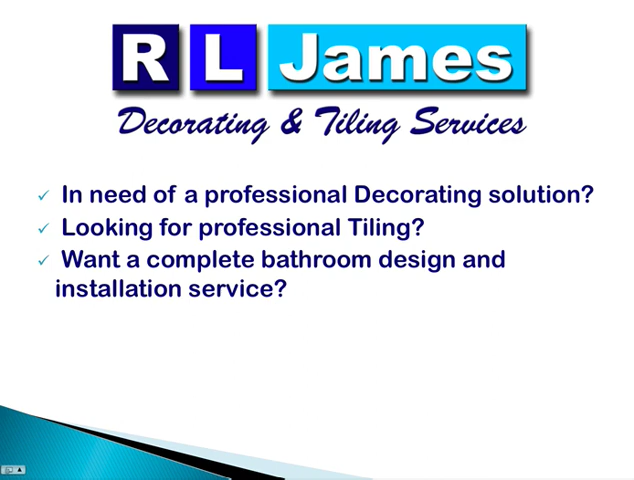 R L James
Decorating & Tiling Services
In need of a professional Decorating solution?
Looking for professional Tiling?
Want a complete bathroom design and
installation service?